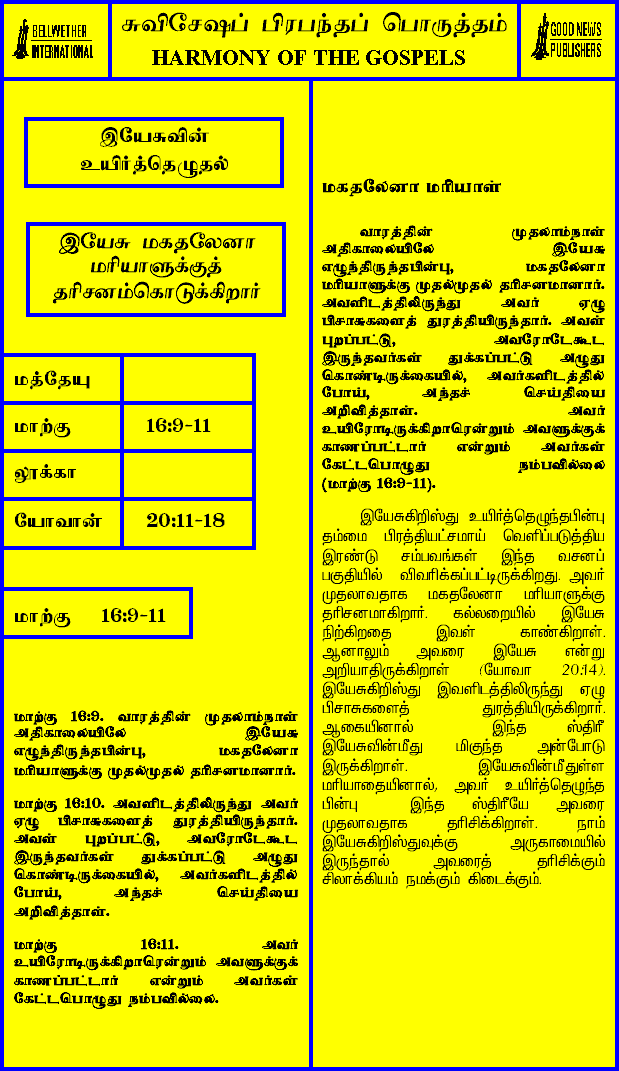 BELLWETHER
INTERNATIONAL
சுவிசேஷப் பிரபந்தப் பொருத்தம்
HARMONY OF THE GOSPELS
GOOD NEWS
PUBLISHERS
இயேசுவின்
உயிர்த்தெழுதல்
இயேசு மகதலேனா
மரியாளுக்குத்
தரிசனம்கொடுக்கிறார்
மத்தேயு
மாற்கு 16:9-11
லூக்கா
யோவான் 20:11-18
மாற்கு 16:9-11
மாற்கு 16:9. வாரத்தின் முதலாம்நாள்
அதிகாலையிலே இயேசு
எழுந்திருந்தபின்பு, மகதலேனா
மரியாளுக்கு முதல்முதல் தரிசனமானார்.
மாற்கு 16:10. அவளிடத்திலிருந்து அவர்
ஏழு பிசாசுகளைத் துரத்தியிருந்தார்.
அவள் புறப்பட்டு, அவரோடேகூட
இருந்தவர்கள் துக்கப்பட்டு அழுது
கொண்டிருக்கையில், அவர்களிடத்தில்
போய், அந்தச் செய்தியை
அறிவித்தாள்.
மாற்கு 16:11. அவர்
உயிரோடிருக்கிறாரென்றும் அவளுக்குக்
காணப்பட்டார் என்றும் அவர்கள்
கேட்டபொழுது நம்பவில்லை.
மகதலேனா மரியாள்
வாரத்தின் முதலாம்நாள்
அதிகாலையிலே இயேசு
எழுந்திருந்தபின்பு, மகதலேனா
மரியாளுக்கு முதல்முதல் தரிசனமானார்.
அவளிடத்திலிருந்து அவர் ஏழு
பிசாசுகளைத் துரத்தியிருந்தார். அவள்
புறப்பட்டு, அவரோடேகூட
இருந்தவர்கள் துக்கப்பட்டு அழுது
கொண்டிருக்கையில், அவர்களிடத்தில்
போய், அந்தச் செய்தியை
அறிவித்தாள். அவர்
உயிரோடிருக்கிறாரென்றும் அவளுக்குக்
காணப்பட்டார் என்றும் அவர்கள்
கேட்டபொழுது நம்பவில்லை
(மாற்கு 16:9-11).
இயேசுகிறிஸ்து உயிர்த்தெழுந்தபின்பு
தம்மை பிரத்தியட்சமாய் வெளிப்படுத்திய
இரண்டு சம்பவங்கள் இந்த வசனப்
பகுதியில் விவரிக்கப்பட்டிருக்கிறது. அவர்
முதலாவதாக மகதலேனா மரியாளுக்கு
தரிசனமாகிறார். கல்லறையில் இயேசு
நிற்கிறதை இவள் காண்கிறாள்.
ஆனாலும் அவரை இயேசு என்று
அறியாதிருக்கிறாள் (யோவா 20:14).
இயேசுகிறிஸ்து இவளிடத்திலிருந்து ஏழு
பிசாசுகளைத் துரத்தியிருக்கிறார்.
ஆகையினால் இந்த ஸ்திரீ
இயேசுவின்மீது மிகுந்த அன்போடு
இருக்கிறாள். இயேசுவின்மீதுள்ள
மரியாதையினால், அவர் உயிர்த்தெழுந்த
பின்பு இந்த ஸ்திரீயே அவரை
முதலாவதாக தரிசிக்கிறாள். நாம்
இயேசுகிறிஸ்துவுக்கு அருகாமையில்
இருந்தால் அவரைத் தரிசிக்கும்
சிலாக்கியம் நமக்கும் கிடைக்கும்.